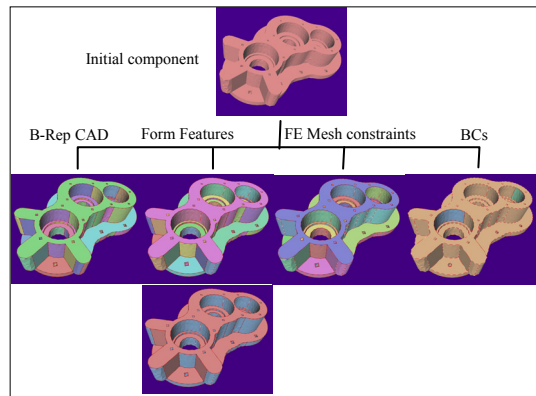 Initial component
B-Rep CAD
Form Features
FE Mesh constraints
BCs